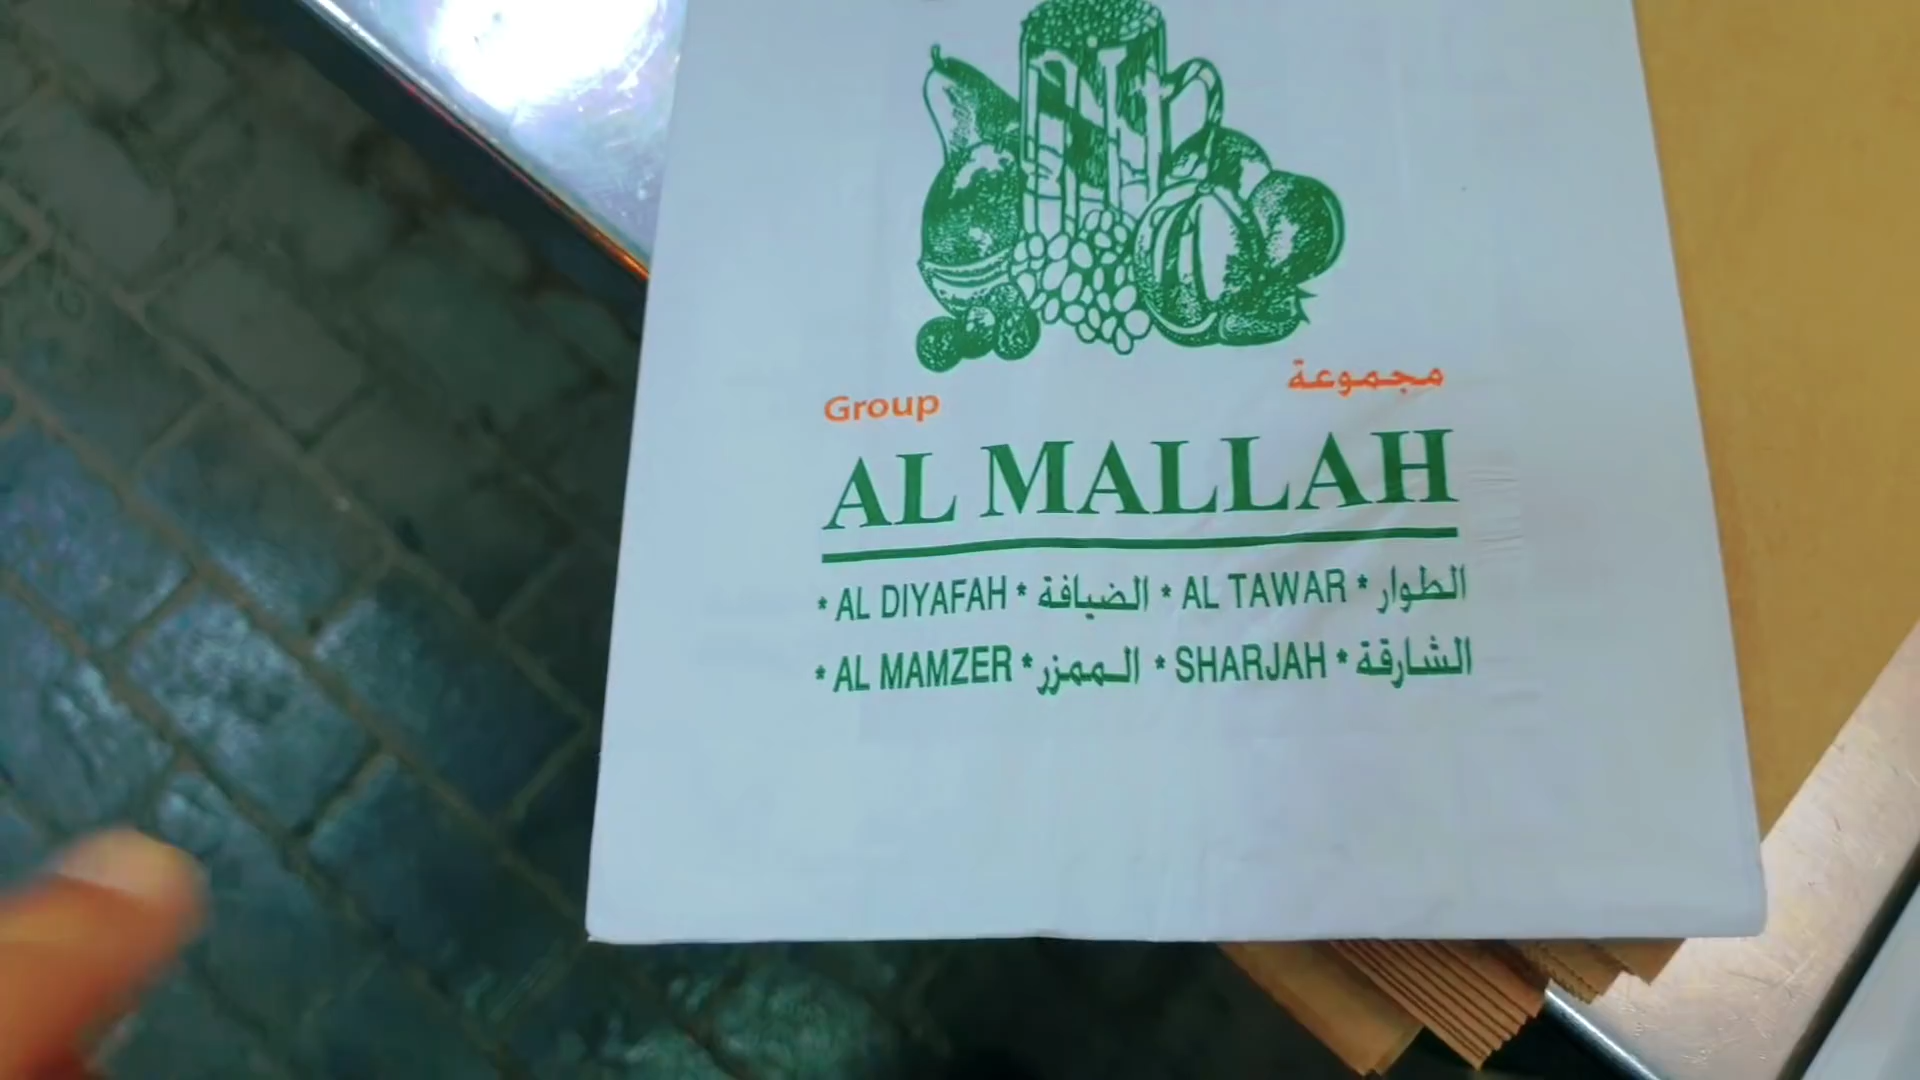 Group مجموعة
AL MALLAH
* AL DIYAFAH * الضيافة * AL TAWAR * الطوار
* AL MAMZER * الممزر * SHARJAH * الشارقة